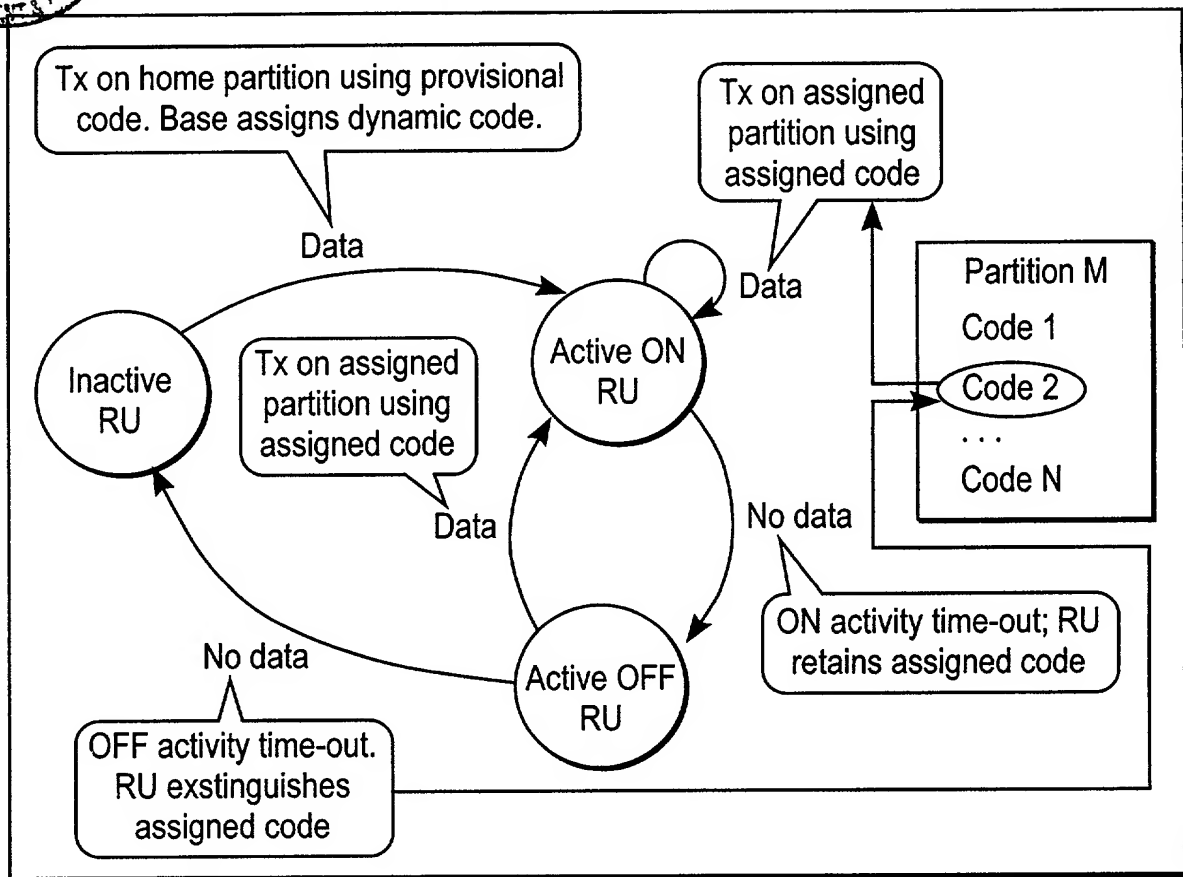 Tx on home partition using provisional
code. Base assigns dynamic code.
Tx on assigned
partition using
assigned code
Data
Data
Partition M
Code 1
Code 2
. . .
Code N
Inactive
RU
Tx on assigned
partition using
assigned code
Active ON
RU
Data
No data
ON activity time-out; RU
retains assigned code
No data
Active OFF
RU
OFF activity time-out.
RU exstinguishes
assigned code